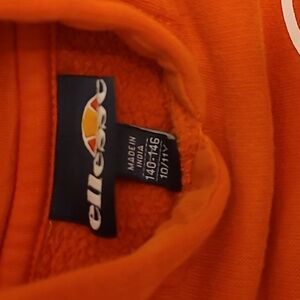 ellesse
MADE IN
INDIA
140-146
10/11Y